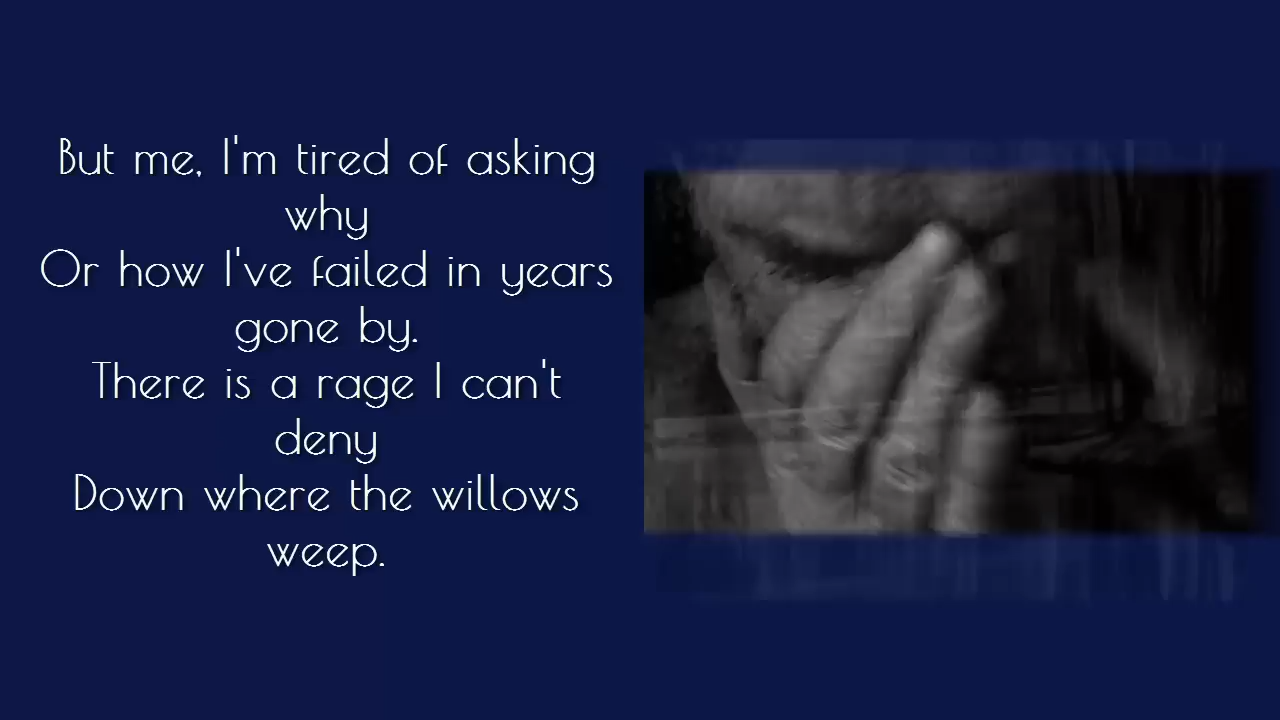 But me, I'm tired of asking
why
Or how I've failed in years
gone by.
There is a rage I can't
deny
Down where the willows
weep.